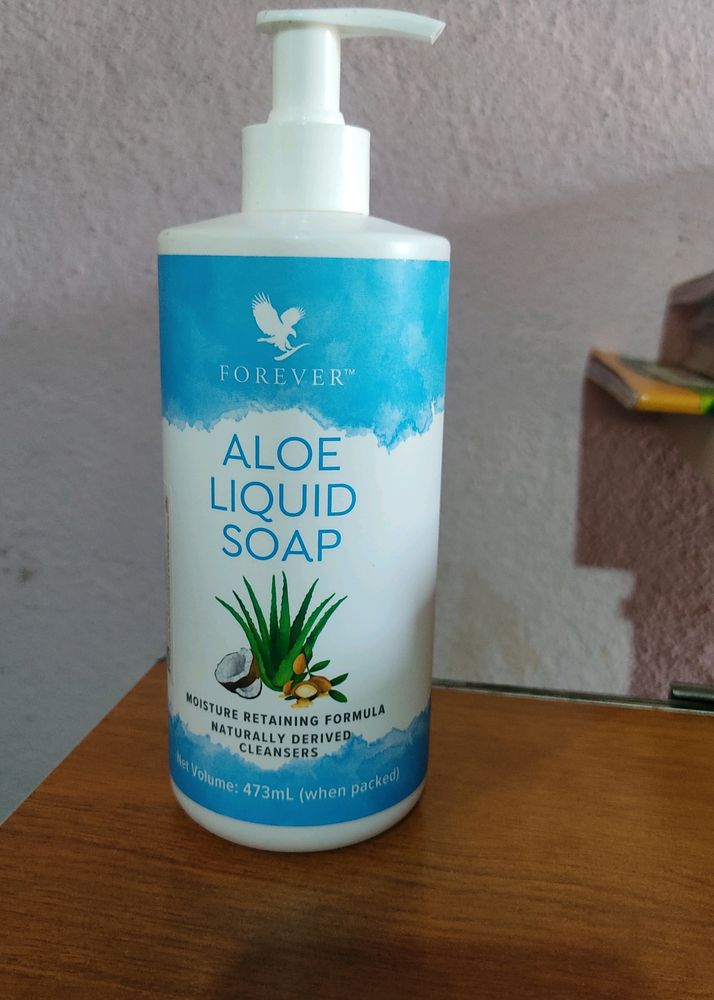 FOREVER™
ALOE
LIQUID
SOAP
MOISTURE RETAINING FORMULA
NATURALLY DERIVED
CLEANSERS
Net Volume: 473mL (when packed)